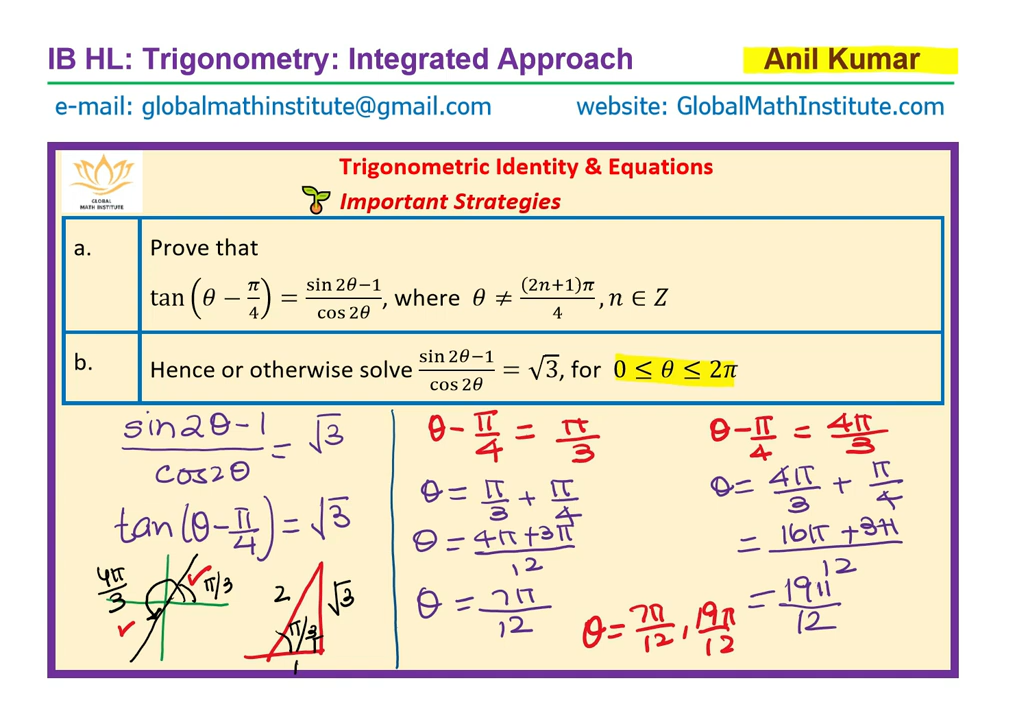 IB HL: Trigonometry: Integrated Approach Anil Kumar
e-mail: globalmathinstitute@gmail.com website: GlobalMathInstitute.com
GLOBAL
MATH INSTITUTE
Trigonometric Identity & Equations
Important Strategies
a. Prove that
tan (θ − π/4) = (sin 2θ−1)/(cos 2θ), where θ ≠ ((2n+1)π)/4, n ∈ Z
b. Hence or otherwise solve (sin 2θ−1)/(cos 2θ) = √3, for 0 ≤ θ ≤ 2π
(sin2θ-1)/(cos2θ) = √3
tan(θ-π/4) = √3
4π/3 π/3
2 √3 π/3 1
θ-π/4 = π/3
θ = π/3 + π/4
θ = (4π+3π)/12
θ = 7π/12
θ-π/4 = 4π/3
θ= 4π/3 + π/4
= (16π+3π)/12
= 19π/12
θ= 7π/12, 19π/12